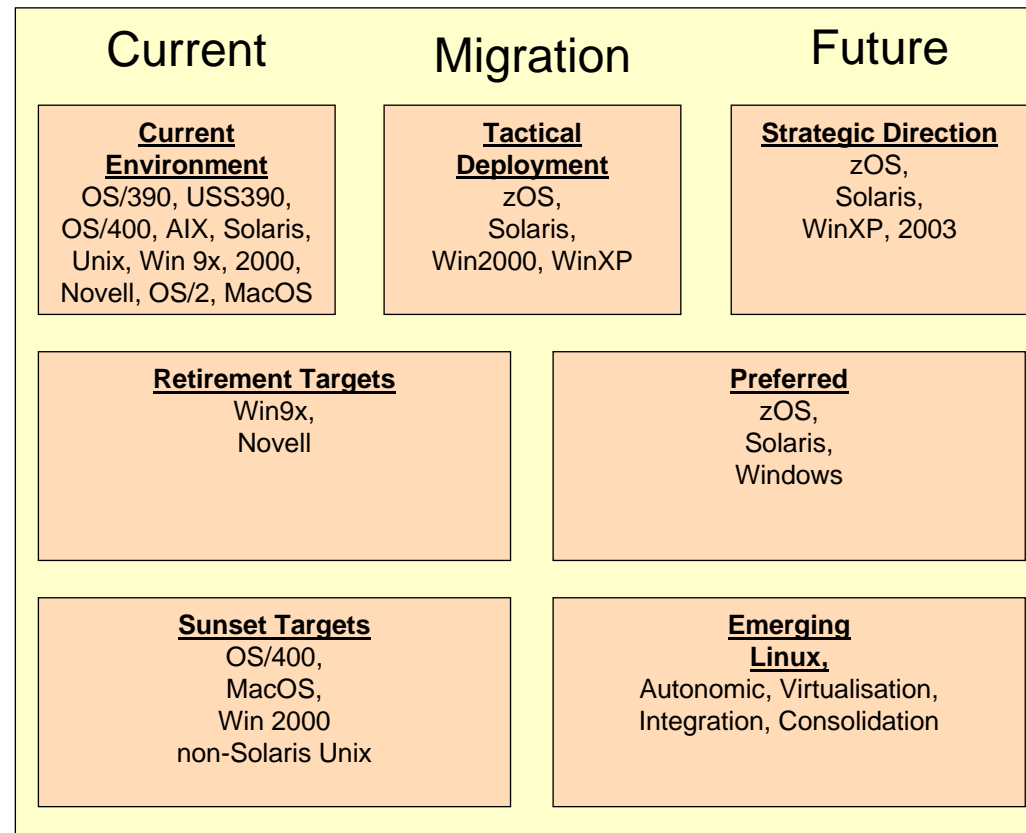 Current
Migration
Future
Current
Environment
OS/390, USS390,
OS/400, AIX, Solaris,
Unix, Win 9x, 2000,
Novell, OS/2, MacOS
Tactical
Deployment
zOS,
Solaris,
Win2000, WinXP
Strategic Direction
zOS,
Solaris,
WinXP, 2003
Retirement Targets
Win9x,
Novell
Preferred
zOS,
Solaris,
Windows
Sunset Targets
OS/400,
MacOS,
Win 2000
non-Solaris Unix
Emerging
Linux,
Autonomic, Virtualisation,
Integration, Consolidation